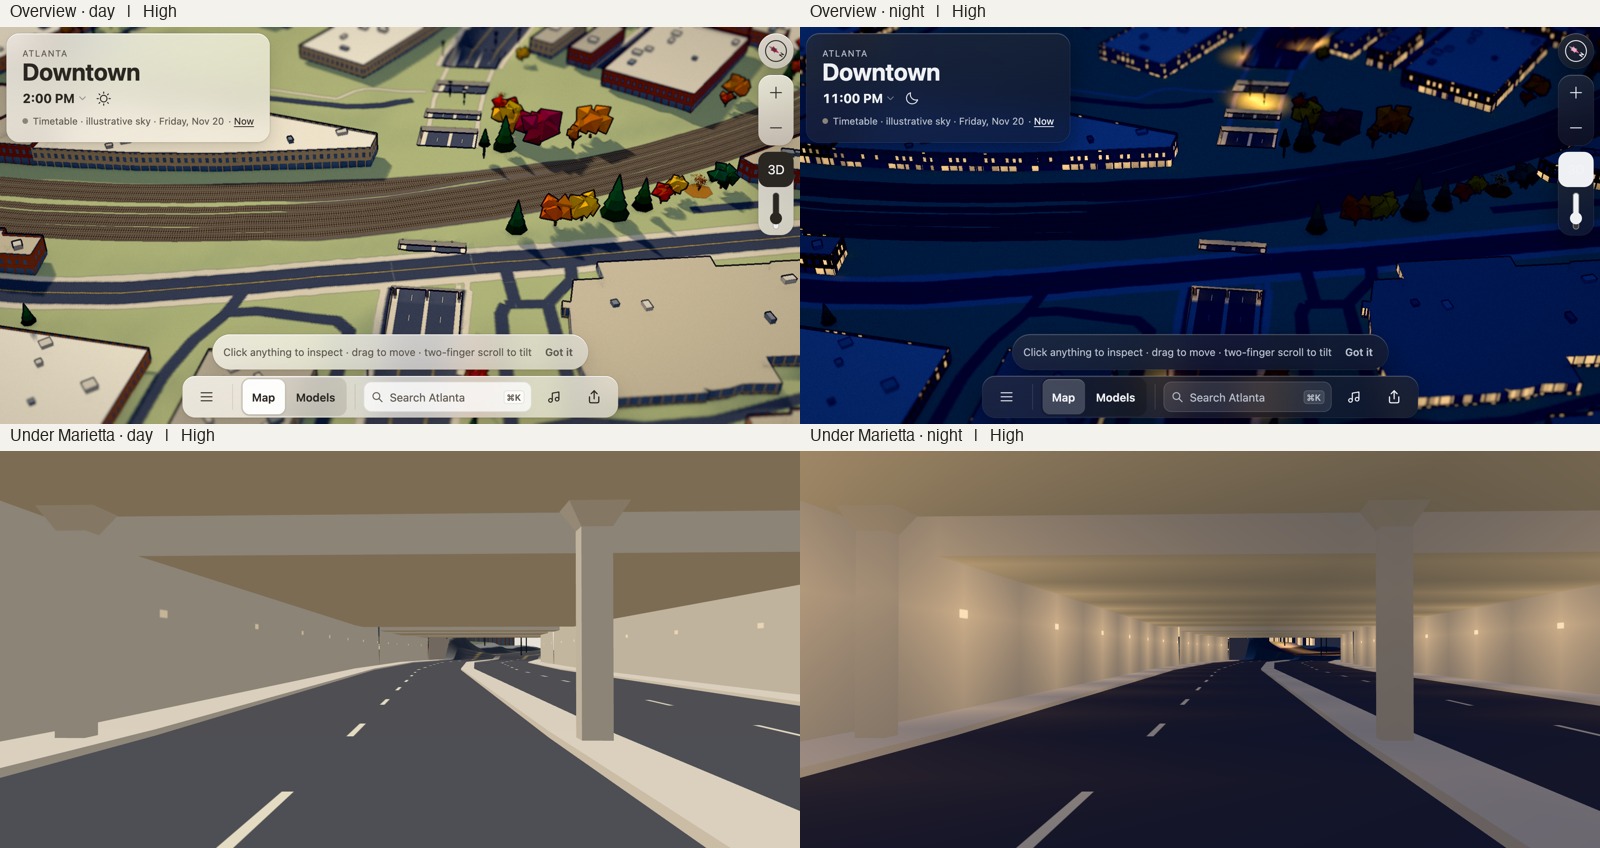 Overview · day | High
ATLANTA
Downtown
2:00 PM
Timetable · illustrative sky · Friday, Nov 20 · Now
+
−
3D
Click anything to inspect · drag to move · two-finger scroll to tilt Got it
Map Models Search Atlanta ⌘K
Overview · night | High
ATLANTA
Downtown
11:00 PM
Timetable · illustrative sky · Friday, Nov 20 · Now
+
−
Click anything to inspect · drag to move · two-finger scroll to tilt Got it
Map Models Search Atlanta ⌘K
Under Marietta · day | High
Under Marietta · night | High